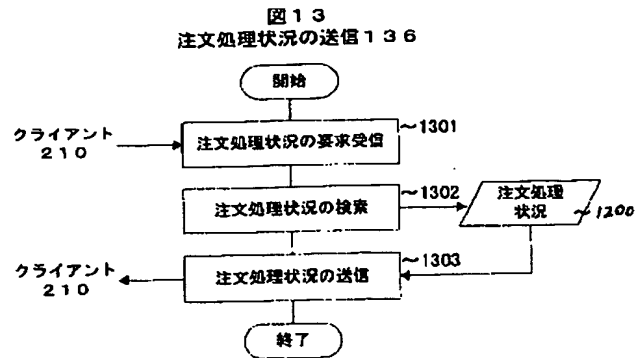 図13
注文処理状況の送信136
開始
クライアント
210
注文処理状況の要求受信
～1301
注文処理状況の検索
～1302
注文処理
状況
～1200
クライアント
210
注文処理状況の送信
～1303
終了